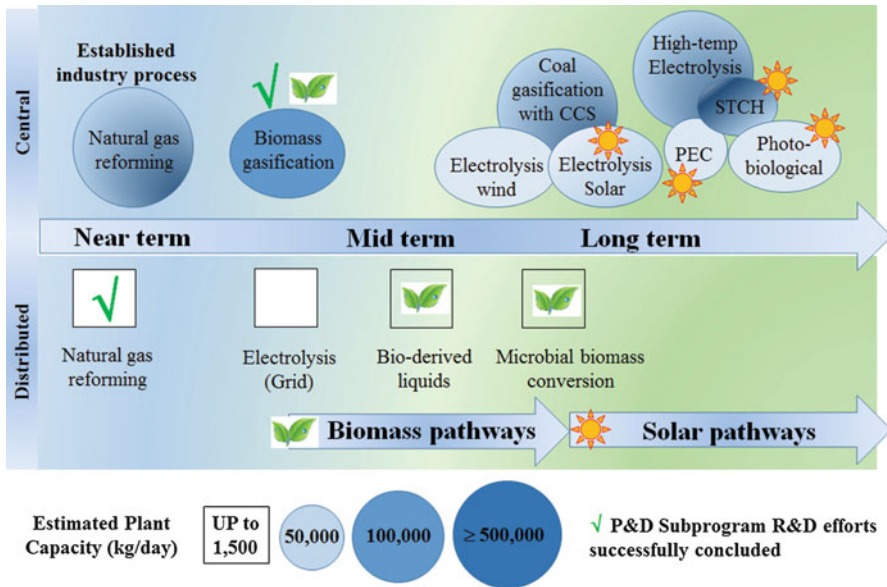 Established
industry process
Natural gas
reforming
Biomass
gasification
Coal
gasification
with CCS
High-temp
Electrolysis
STCH
Electrolysis
wind
Electrolysis
Solar
PEC
Photo-
biological
Central
Near term
Mid term
Long term
Distributed
Natural gas
reforming
Electrolysis
(Grid)
Bio-derived
liquids
Microbial biomass
conversion
Biomass pathways
Solar pathways
Estimated Plant
Capacity (kg/day)
UP to
1,500
50,000
100,000
≥ 500,000
√ P&D Subprogram R&D efforts
successfully concluded